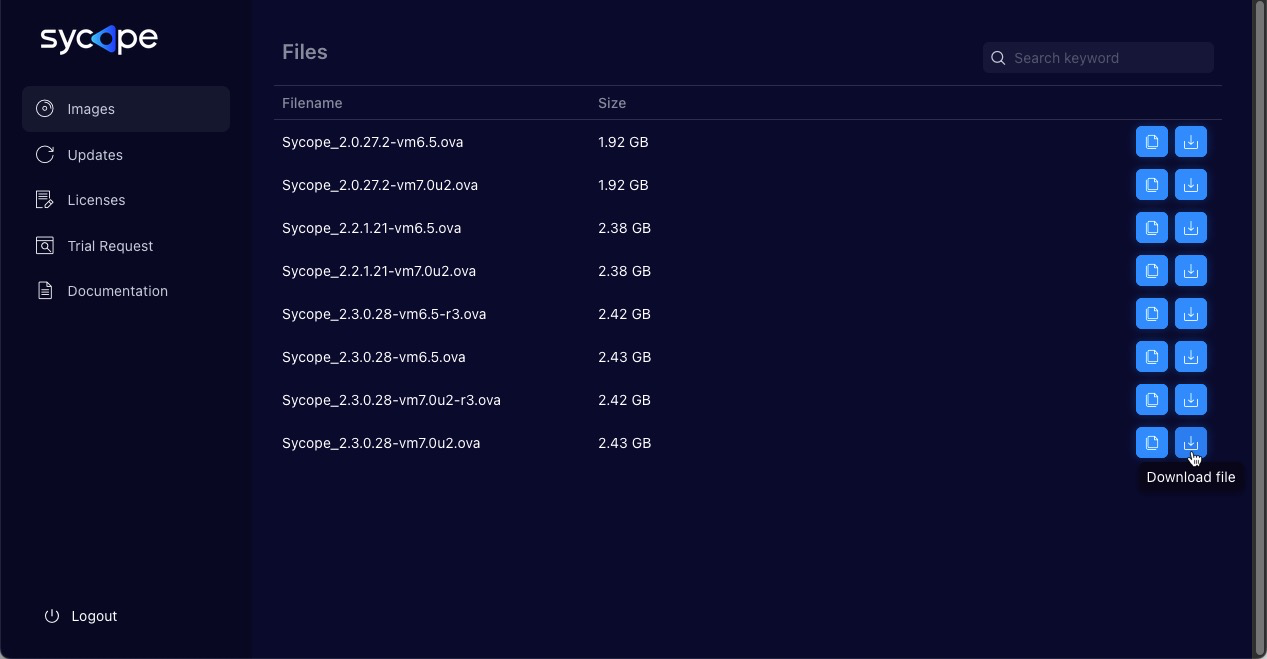 sycope
Images
Updates
Licenses
Trial Request
Documentation
Logout
Files
Search keyword
Filename Size
Sycope_2.0.27.2-vm6.5.ova 1.92 GB
Sycope_2.0.27.2-vm7.0u2.ova 1.92 GB
Sycope_2.2.1.21-vm6.5.ova 2.38 GB
Sycope_2.2.1.21-vm7.0u2.ova 2.38 GB
Sycope_2.3.0.28-vm6.5-r3.ova 2.42 GB
Sycope_2.3.0.28-vm6.5.ova 2.43 GB
Sycope_2.3.0.28-vm7.0u2-r3.ova 2.42 GB
Sycope_2.3.0.28-vm7.0u2.ova 2.43 GB
Download file